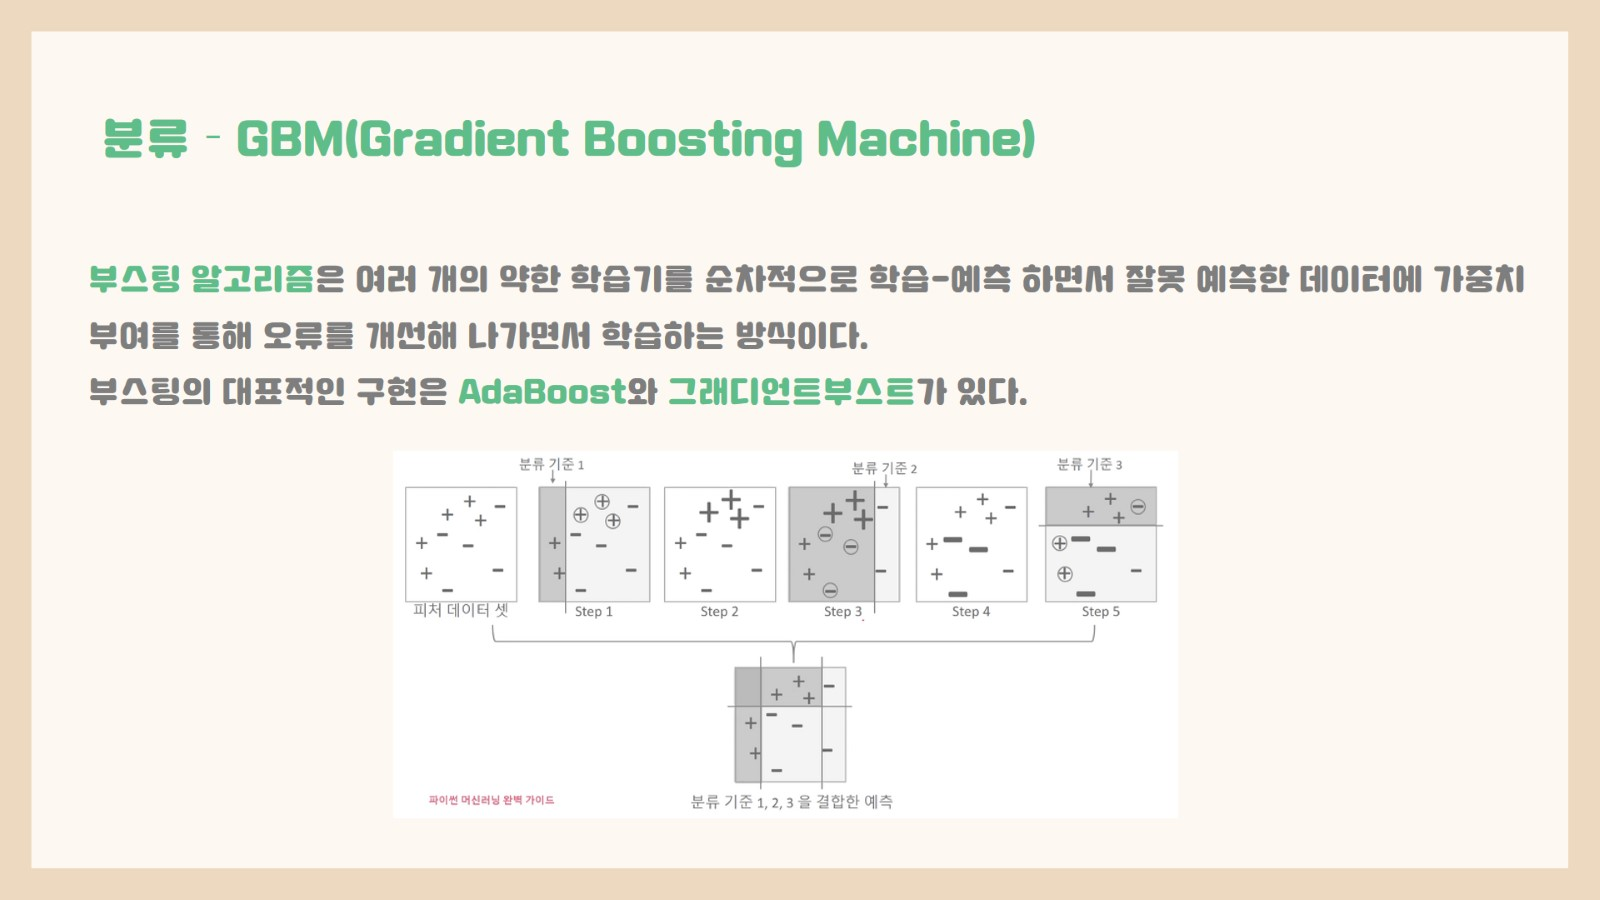 분류 - GBM(Gradient Boosting Machine)
부스팅 알고리즘은 여러 개의 약한 학습기를 순차적으로 학습-예측 하면서 잘못 예측한 데이터에 가중치
부여를 통해 오류를 개선해 나가면서 학습하는 방식이다.
부스팅의 대표적인 구현은 AdaBoost와 그래디언트부스트가 있다.
분류 기준 1
분류 기준 2
분류 기준 3
피처 데이터 셋
Step 1
Step 2
Step 3
Step 4
Step 5
파이썬 머신러닝 완벽 가이드
분류 기준 1, 2, 3 을 결합한 예측